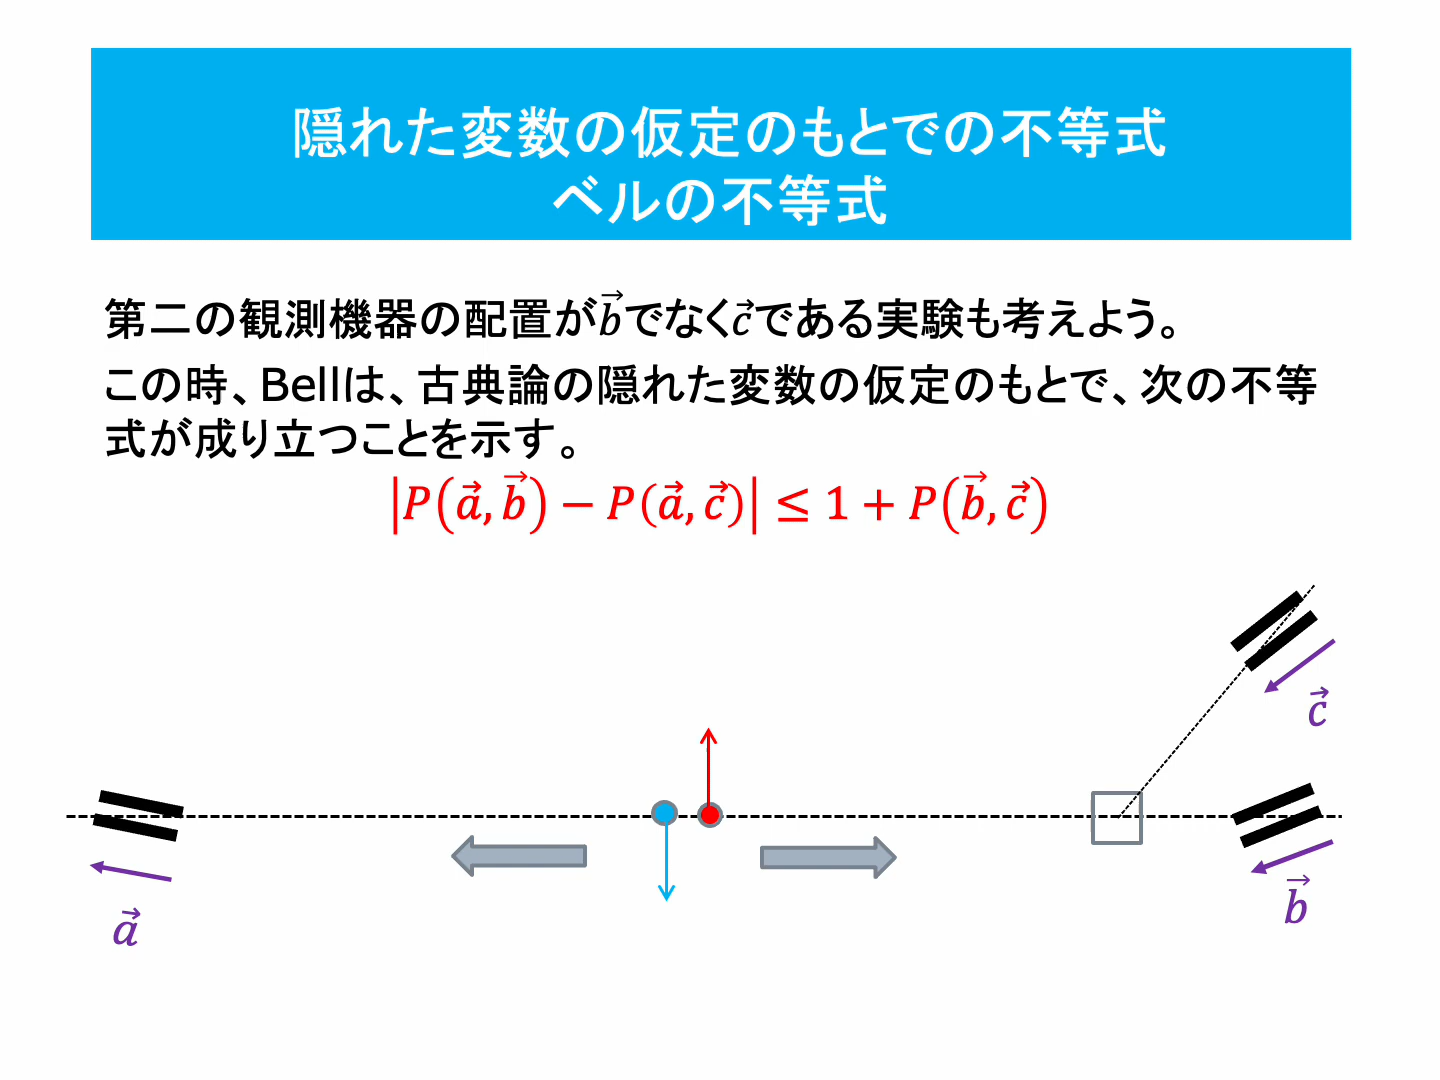 隠れた変数の仮定のもとでの不等式
ベルの不等式
第二の観測機器の配置が\vec{b}でなく\vec{c}である実験も考えよう。
この時、Bellは、古典論の隠れた変数の仮定のもとで、次の不等
式が成り立つことを示す。
|P(\vec{a}, \vec{b}) − P(\vec{a}, \vec{c})| ≤ 1 + P(\vec{b}, \vec{c})
\vec{c}
\vec{a}
\vec{b}